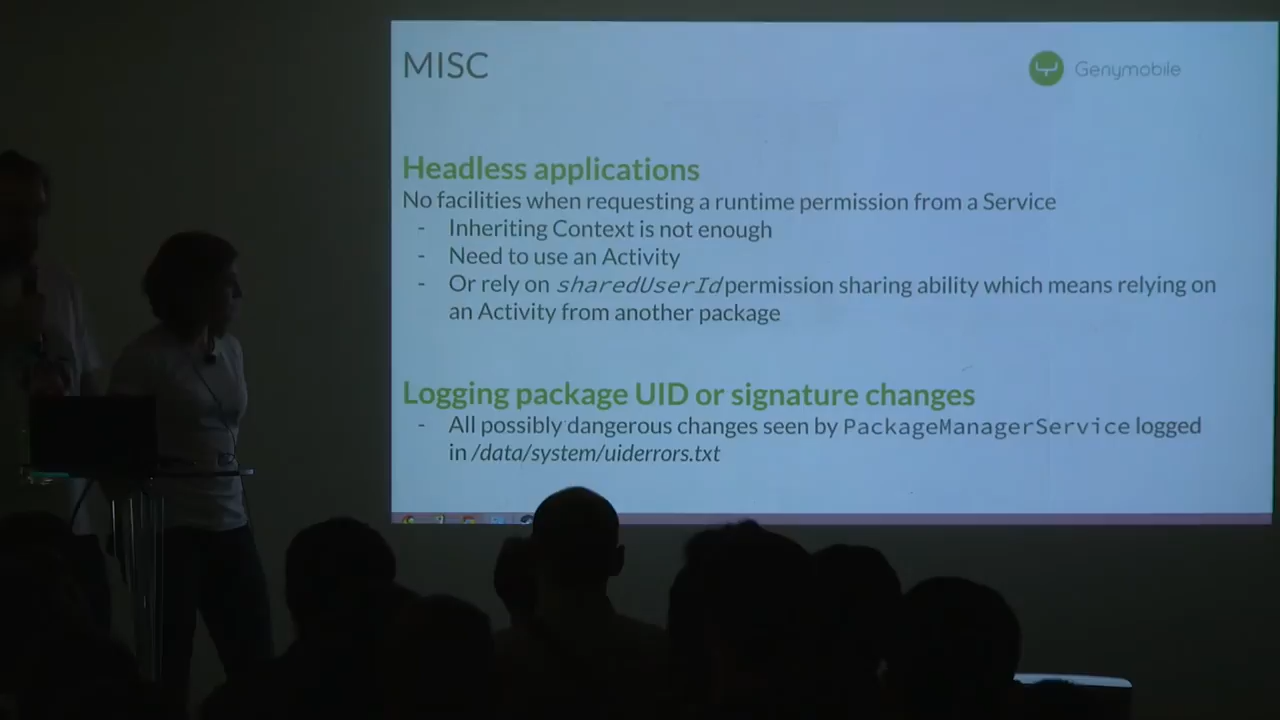 MISC
Genymobile
Headless applications
No facilities when requesting a runtime permission from a Service
- Inheriting Context is not enough
- Need to use an Activity
- Or rely on sharedUserId permission sharing ability which means relying on
an Activity from another package
Logging package UID or signature changes
- All possibly dangerous changes seen by PackageManagerService logged
in /data/system/uiderrors.txt